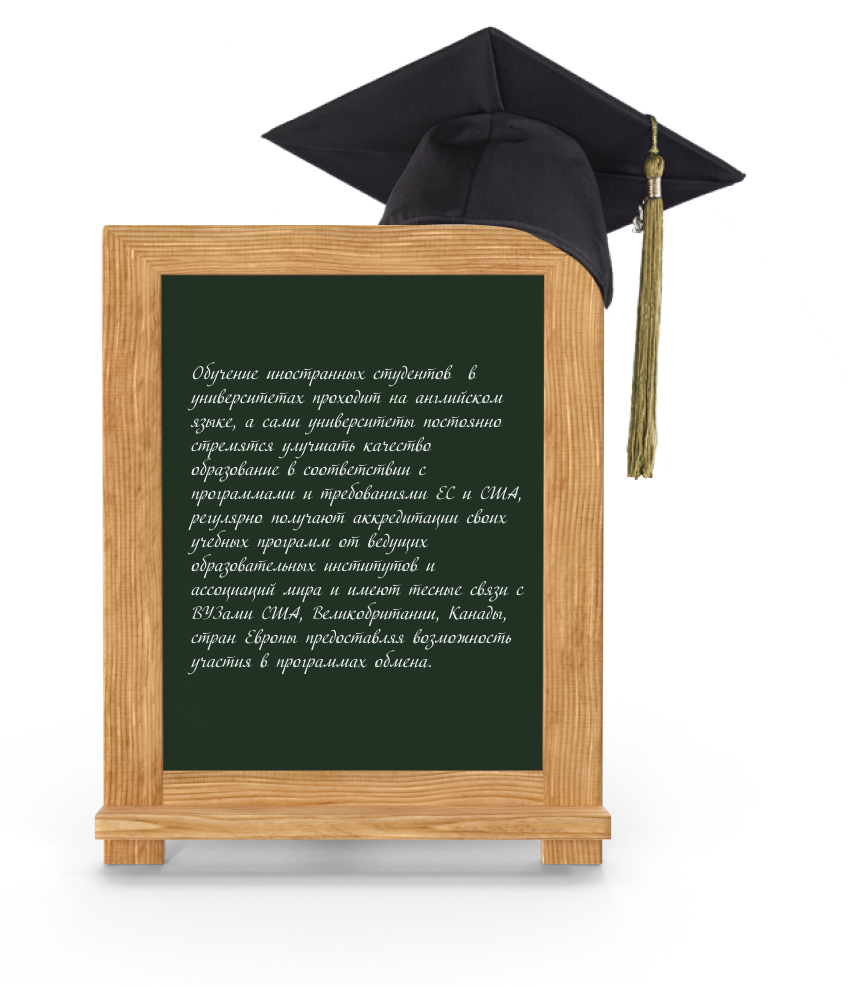 Обучение иностранных студентов в
университетах проходит на английском
языке, а сами университеты постоянно
стремятся улучшать качество
образование в соответствии с
программами и требованиями ЕС и США,
регулярно получают аккредитации своих
учебных программ от ведущих
образовательных институтов и
ассоциаций мира и имеют тесные связи с
ВУЗами США, Великобритании, Канады,
стран Европы предоставляя возможность
участия в программах обмена.